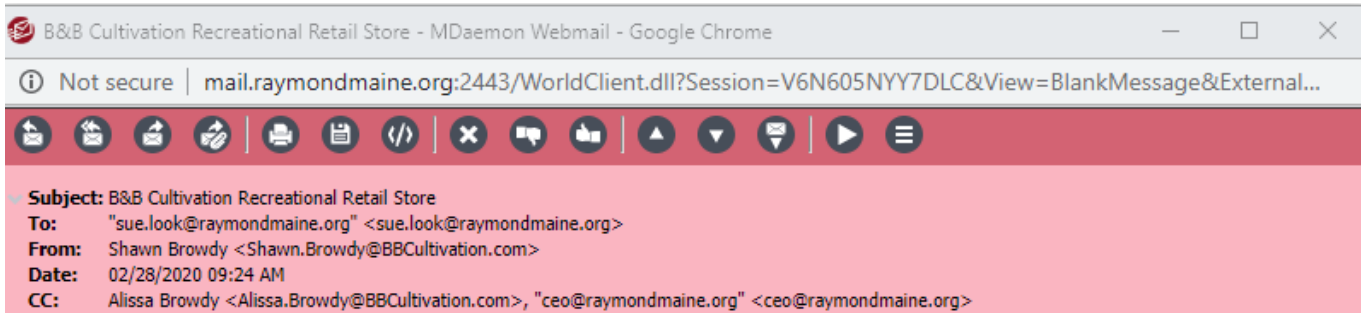 B&B Cultivation Recreational Retail Store - MDaemon Webmail - Google Chrome
Not secure | mail.raymondmaine.org:2443/WorldClient.dll?Session=V6N605NYY7DLC&View=BlankMessage&External...
Subject: B&B Cultivation Recreational Retail Store
To: "sue.look@raymondmaine.org" <sue.look@raymondmaine.org>
From: Shawn Browdy <Shawn.Browdy@BBCultivation.com>
Date: 02/28/2020 09:24 AM
CC: Alissa Browdy <Alissa.Browdy@BBCultivation.com>, "ceo@raymondmaine.org" <ceo@raymondmaine.org>